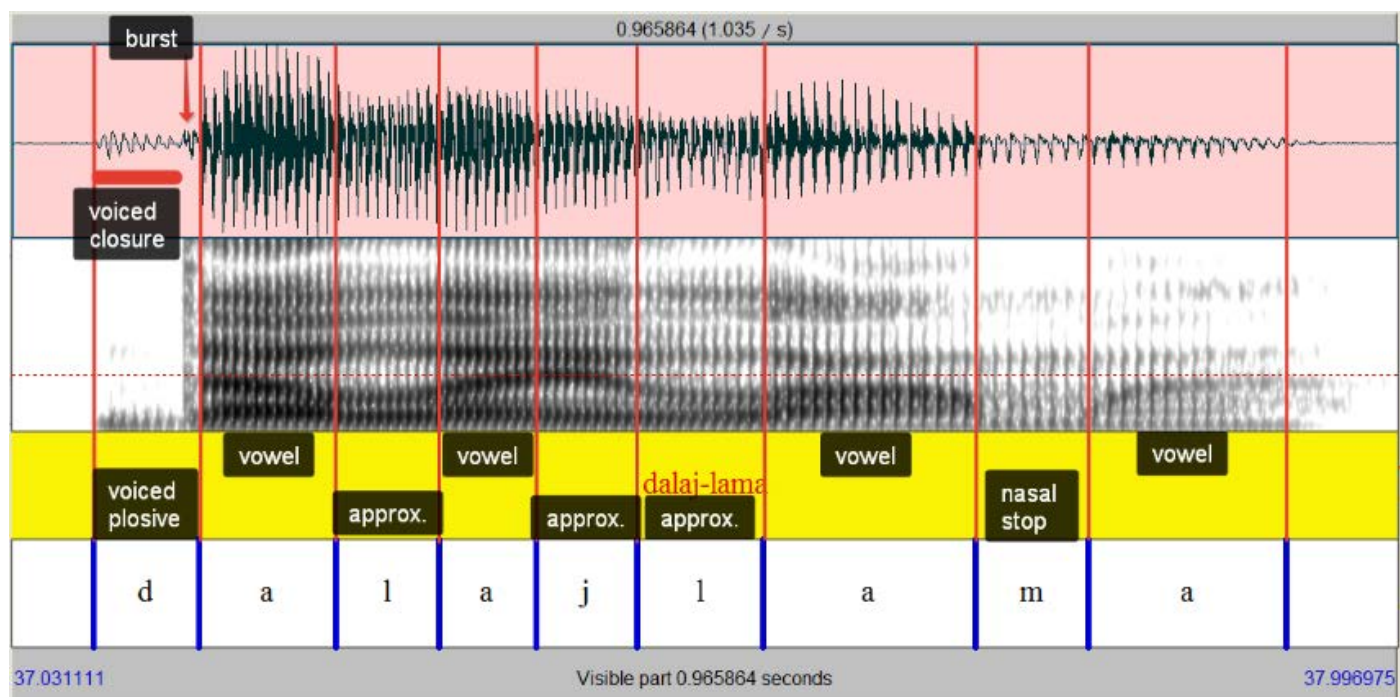 0.965864 (1.035 / s)
burst
voiced
closure
vowel
vowel
vowel
vowel
dalaj-lama
voiced
plosive
approx.
approx.
approx.
nasal
stop
d a l a j l a m a
37.031111 Visible part 0.965864 seconds 37.996975